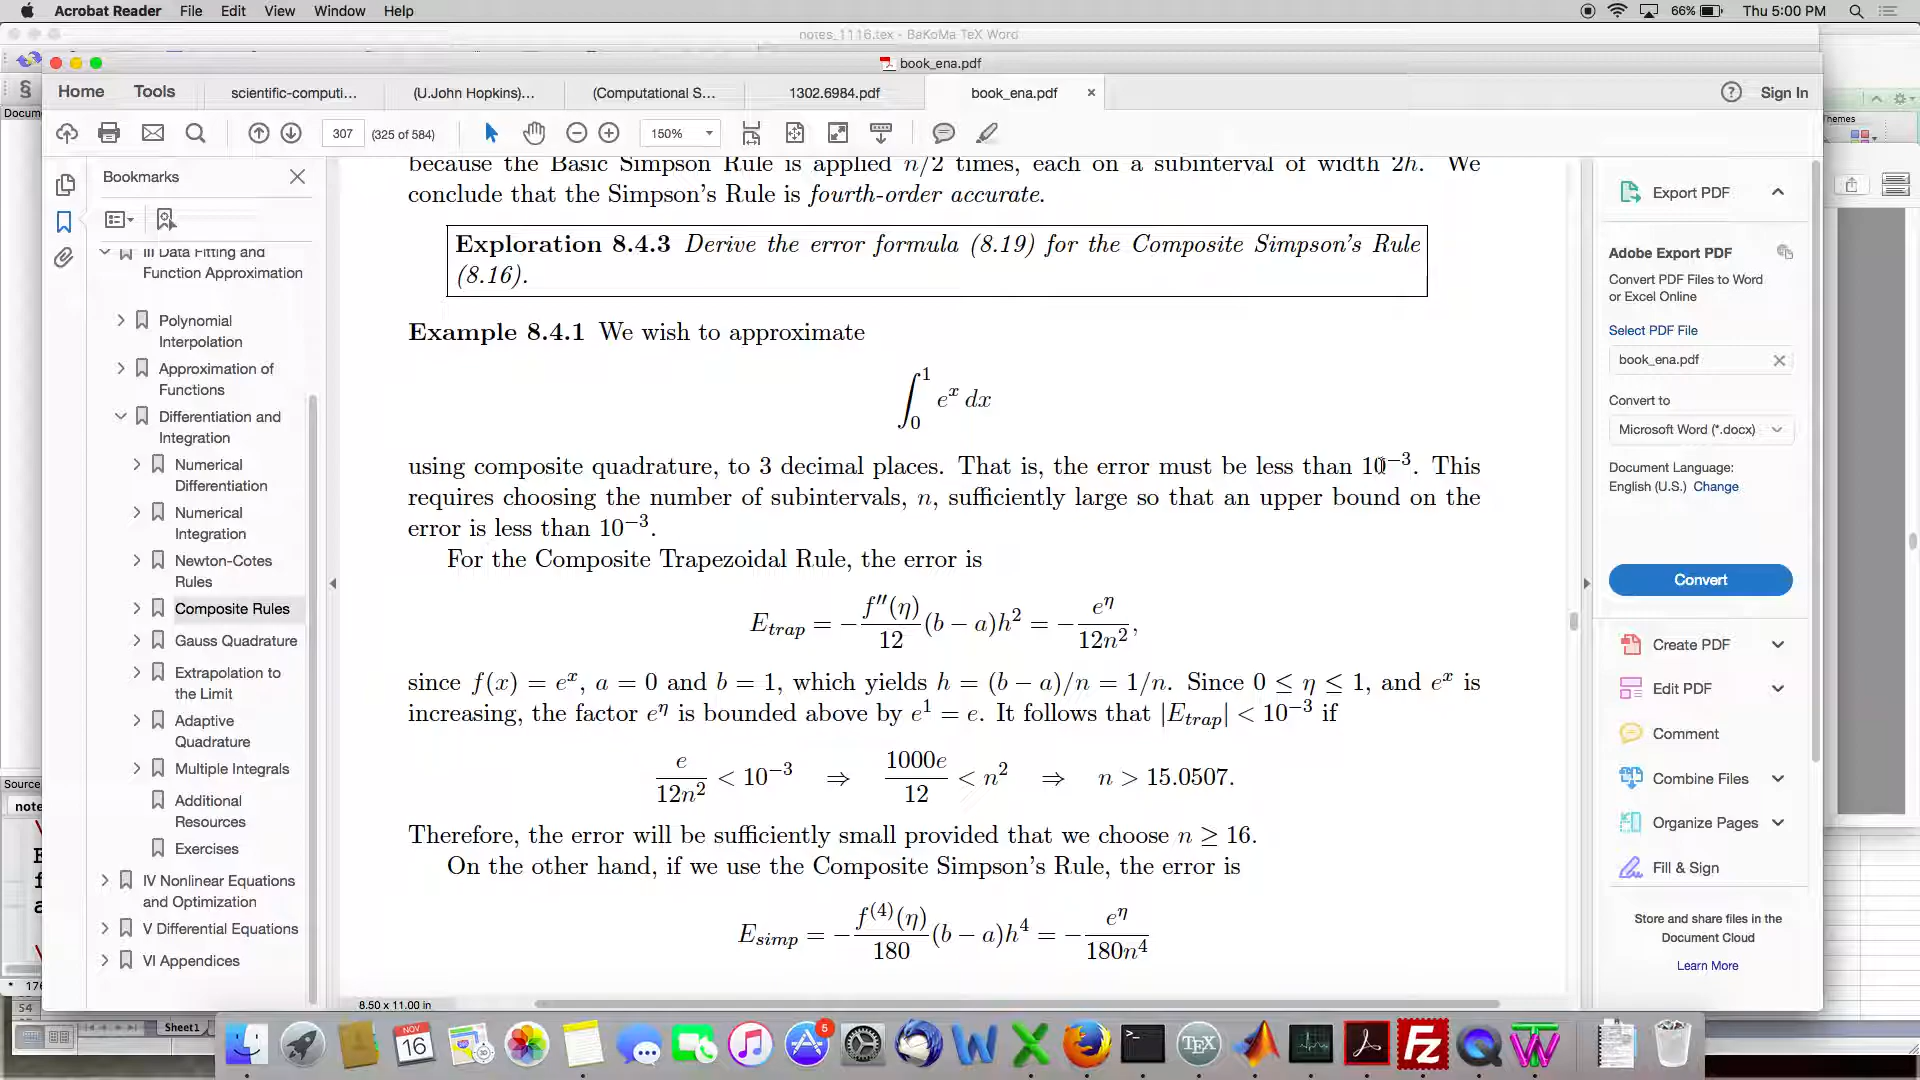 Acrobat Reader File Edit View Window Help 66% Thu 5:00 PM
notes_1116.tex - BaKoMa TeX Word
book_ena.pdf
Home Tools scientific-computi... (U.John Hopkins)... (Computational S... 1302.6984.pdf book_ena.pdf × Sign In
307 (325 of 584) 150%
Bookmarks
III Data Fitting and
Function Approximation
Polynomial
Interpolation
Approximation of
Functions
Differentiation and
Integration
Numerical
Differentiation
Numerical
Integration
Newton-Cotes
Rules
Composite Rules
Gauss Quadrature
Extrapolation to
the Limit
Adaptive
Quadrature
Multiple Integrals
Additional
Resources
Exercises
IV Nonlinear Equations
and Optimization
V Differential Equations
VI Appendices
because the Basic Simpson Rule is applied n/2 times, each on a subinterval of width 2h. We
conclude that the Simpson's Rule is fourth-order accurate.
Exploration 8.4.3 Derive the error formula (8.19) for the Composite Simpson's Rule
(8.16).
Example 8.4.1 We wish to approximate
∫₀¹ eˣ dx
using composite quadrature, to 3 decimal places. That is, the error must be less than 10⁻³. This
requires choosing the number of subintervals, n, sufficiently large so that an upper bound on the
error is less than 10⁻³.
For the Composite Trapezoidal Rule, the error is
E_trap = −f″(η)/12 (b − a)h² = −e^η/12n²,
since f(x) = eˣ, a = 0 and b = 1, which yields h = (b − a)/n = 1/n. Since 0 ≤ η ≤ 1, and eˣ is
increasing, the factor e^η is bounded above by e¹ = e. It follows that |E_trap| < 10⁻³ if
e/12n² < 10⁻³ ⇒ 1000e/12 < n² ⇒ n > 15.0507.
Therefore, the error will be sufficiently small provided that we choose n ≥ 16.
On the other hand, if we use the Composite Simpson's Rule, the error is
E_simp = −f⁽⁴⁾(η)/180 (b − a)h⁴ = −e^η/180n⁴
8.50 x 11.00 in
Export PDF
Adobe Export PDF
Convert PDF Files to Word
or Excel Online
Select PDF File
book_ena.pdf
Convert to
Microsoft Word (*.docx)
Document Language:
English (U.S.) Change
Convert
Create PDF
Edit PDF
Comment
Combine Files
Organize Pages
Fill & Sign
Store and share files in the
Document Cloud
Learn More
§
Docum
Source
note
54
Sheet1
hemes
NOV
16
5
TEX